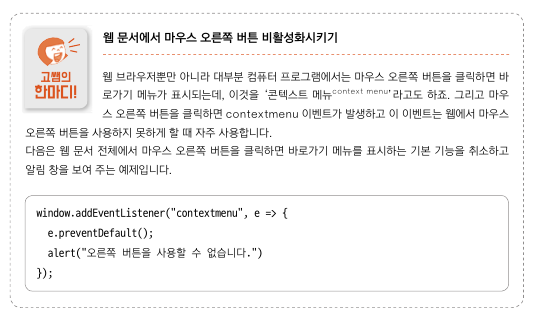 고쌤의
한마디!
웹 문서에서 마우스 오른쪽 버튼 비활성화시키기
웹 브라우저뿐만 아니라 대부분 컴퓨터 프로그램에서는 마우스 오른쪽 버튼을 클릭하면 바
로가기 메뉴가 표시되는데, 이것을 ‘콘텍스트 메뉴context menu’라고도 하죠. 그리고 마우
스 오른쪽 버튼을 클릭하면 contextmenu 이벤트가 발생하고 이 이벤트는 웹에서 마우스
오른쪽 버튼을 사용하지 못하게 할 때 자주 사용합니다.
다음은 웹 문서 전체에서 마우스 오른쪽 버튼을 클릭하면 바로가기 메뉴를 표시하는 기본 기능을 취소하고
알림 창을 보여 주는 예제입니다.
window.addEventListener("contextmenu", e => {
  e.preventDefault();
  alert("오른쪽 버튼을 사용할 수 없습니다.")
});